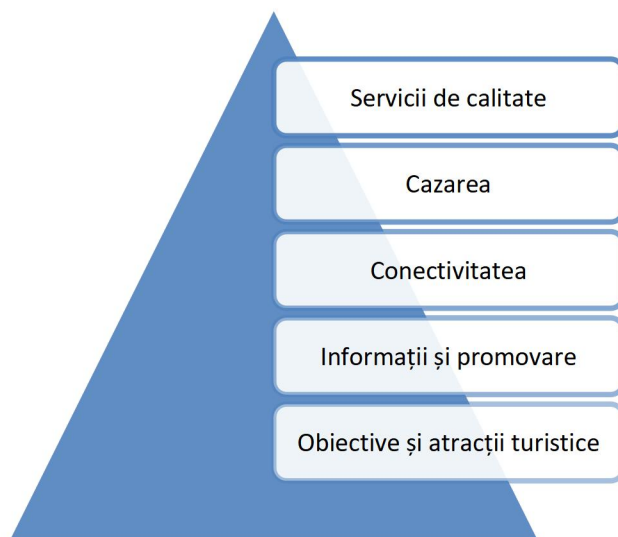 Servicii de calitate
Cazarea
Conectivitatea
Informații și promovare
Obiective și atracții turistice